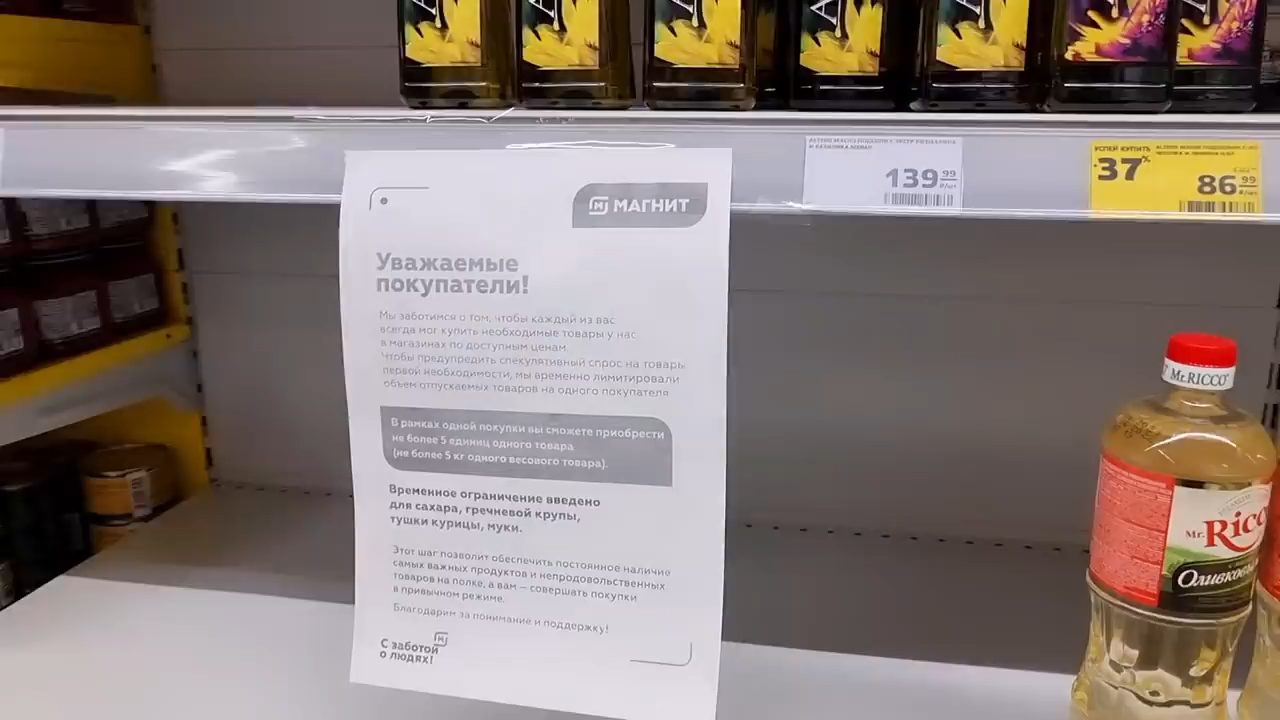 139 99
₽/шт
УСПЕЙ КУПИТЬ
-37%
86 99
₽/шт
МАГНИТ
Уважаемые
покупатели!
Мы заботимся о том, чтобы каждый из вас
всегда мог купить необходимые товары у нас
в магазинах по доступным ценам.
Чтобы предупредить спекулятивный спрос на товары
первой необходимости, мы временно лимитировали
объем отпускаемых товаров на одного покупателя
В рамках одной покупки вы сможете приобрести
не более 5 единиц одного товара
(не более 5 кг одного весового товара).
Временное ограничение введено
для сахара, гречневой крупы,
тушки курицы, муки.
Этот шаг позволит обеспечить постоянное наличие
самых важных продуктов и непродовольственных
товаров на полке, а вам — совершать покупки
в привычном режиме.
Благодарим за понимание и поддержку!
С заботой
о людях!
Mr.RICCO
PREMIUM
Mr. Ricc